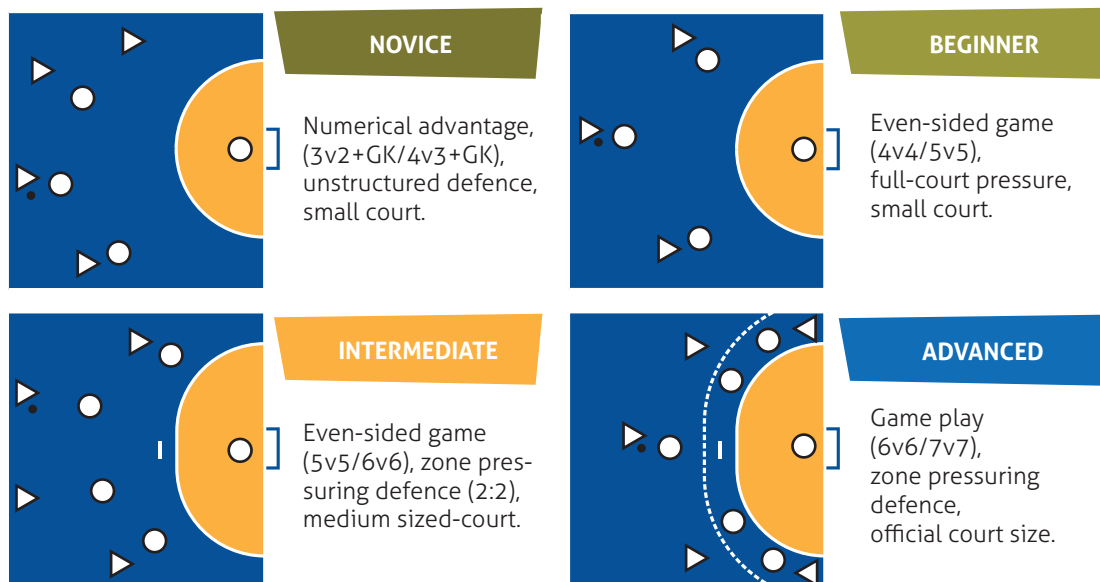 NOVICE
Numerical advantage,
(3v2+GK/4v3+GK),
unstructured defence,
small court.
BEGINNER
Even-sided game
(4v4/5v5),
full-court pressure,
small court.
INTERMEDIATE
Even-sided game
(5v5/6v6), zone pres-
suring defence (2:2),
medium sized-court.
ADVANCED
Game play
(6v6/7v7),
zone pressuring
defence,
official court size.